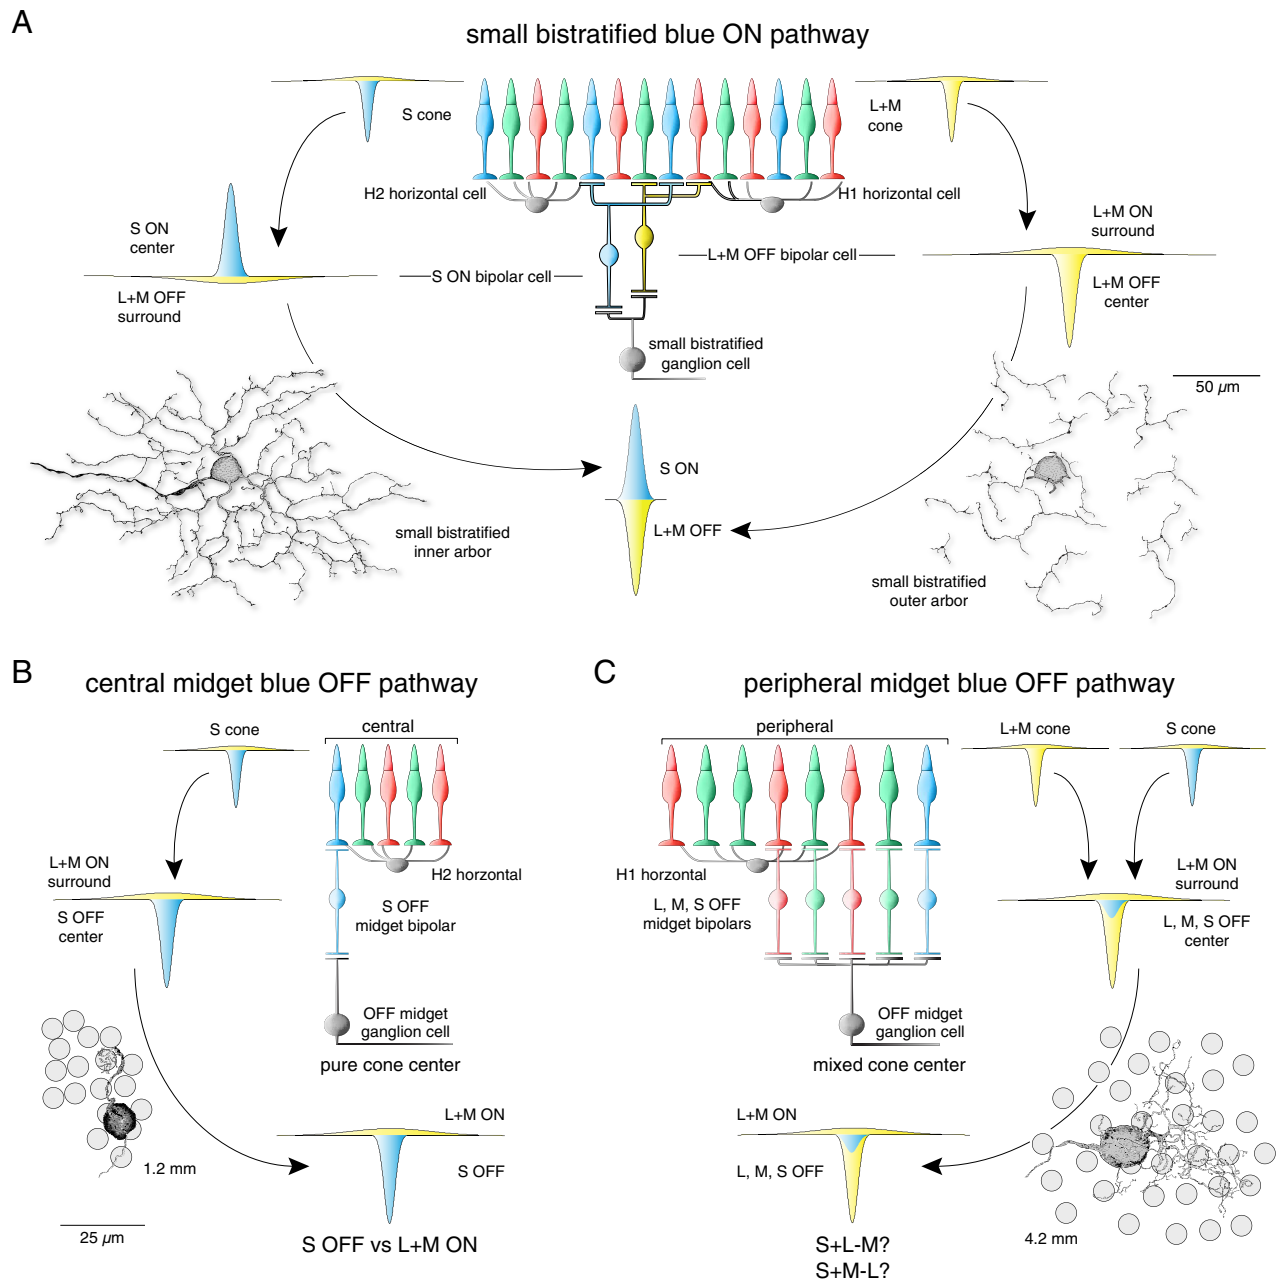 A
small bistratified blue ON pathway
S cone
L+M
cone
H2 horizontal cell
H1 horizontal cell
S ON
center
L+M OFF
surround
S ON bipolar cell
L+M OFF bipolar cell
L+M ON
surround
L+M OFF
center
small bistratified
ganglion cell
50 µm
S ON
L+M OFF
small bistratified
inner arbor
small bistratified
outer arbor
B
central midget blue OFF pathway
S cone
central
L+M ON
surround
S OFF
center
H2 horzontal
S OFF
midget bipolar
OFF midget
ganglion cell
pure cone center
1.2 mm
25 µm
L+M ON
S OFF
S OFF vs L+M ON
C
peripheral midget blue OFF pathway
peripheral
L+M cone
S cone
H1 horzontal
L, M, S OFF
midget bipolars
L+M ON
surround
L, M, S OFF
center
OFF midget
ganglion cell
mixed cone center
L+M ON
L, M, S OFF
4.2 mm
S+L-M?
S+M-L?